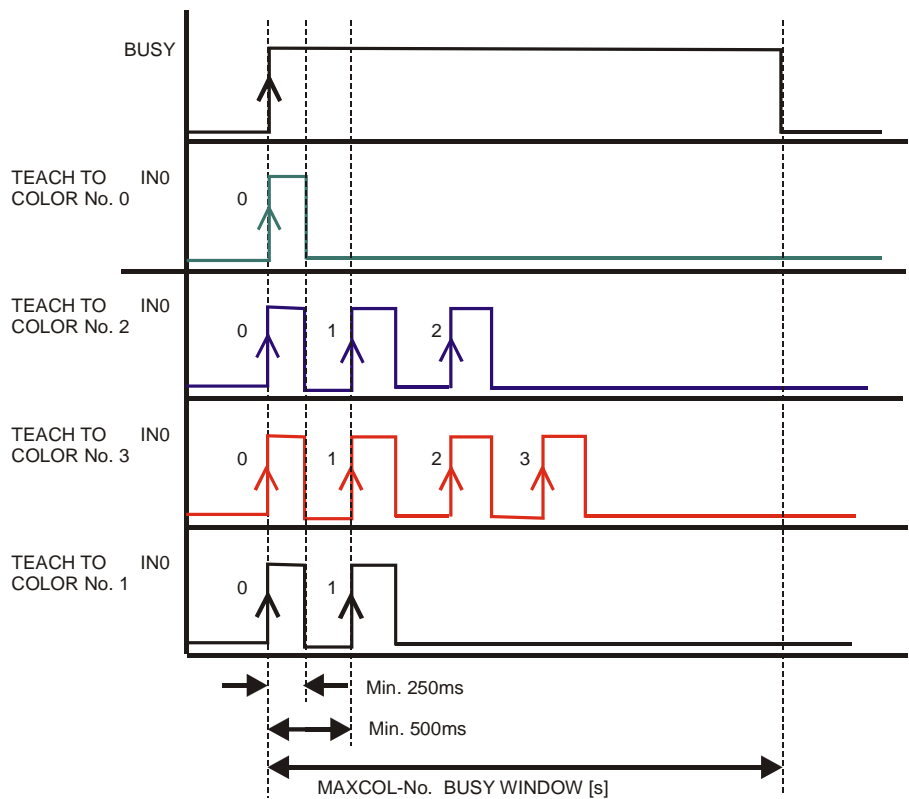 BUSY
TEACH TO IN0
COLOR No. 0
0
TEACH TO IN0
COLOR No. 2
0 1 2
TEACH TO IN0
COLOR No. 3
0 1 2 3
TEACH TO IN0
COLOR No. 1
0 1
Min. 250ms
Min. 500ms
MAXCOL-No. BUSY WINDOW [s]